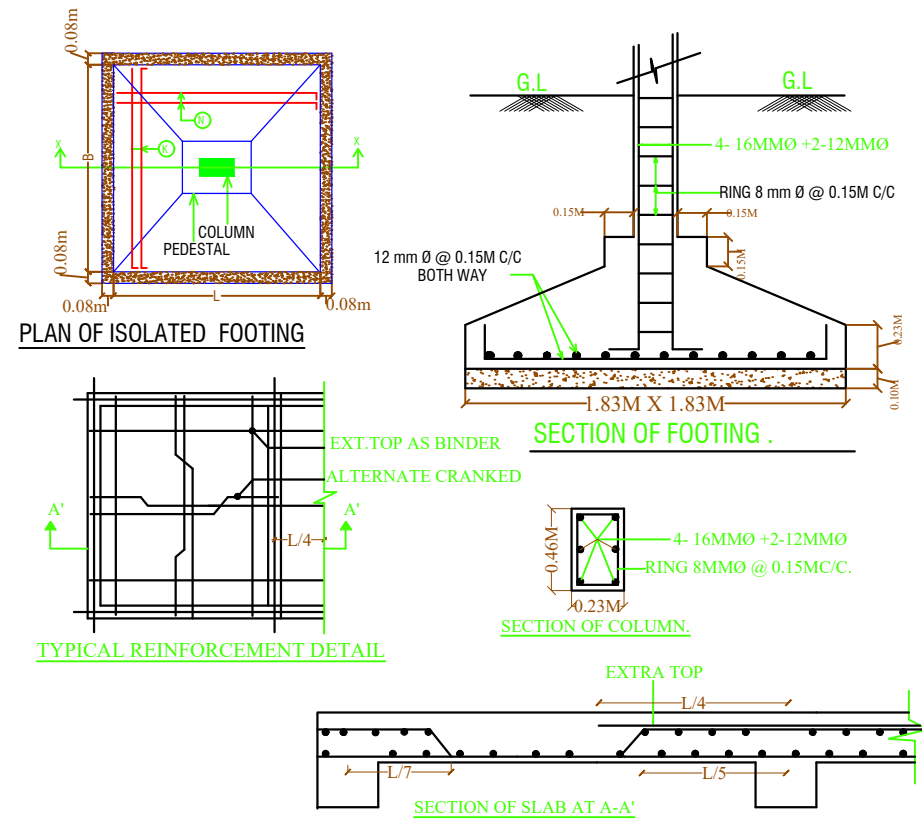 0.08m
0.08m
0.08m
0.08m
B
L
N
K
x
x
COLUMN
PEDESTAL
PLAN OF ISOLATED FOOTING
G.L
G.L
4- 16MMØ +2-12MMØ
RING 8 mm Ø @ 0.15M C/C
0.15M
0.15M
0.15M
12 mm Ø @ 0.15M C/C
BOTH WAY
0.23M
0.10M
1.83M X 1.83M
SECTION OF FOOTING .
EXT.TOP AS BINDER
ALTERNATE CRANKED
A'
A'
L/4
TYPICAL REINFORCEMENT DETAIL
0.46M
0.23M
4- 16MMØ +2-12MMØ
RING 8MMØ @ 0.15MC/C.
SECTION OF COLUMN.
EXTRA TOP
L/4
L/7
L/5
SECTION OF SLAB AT A-A'